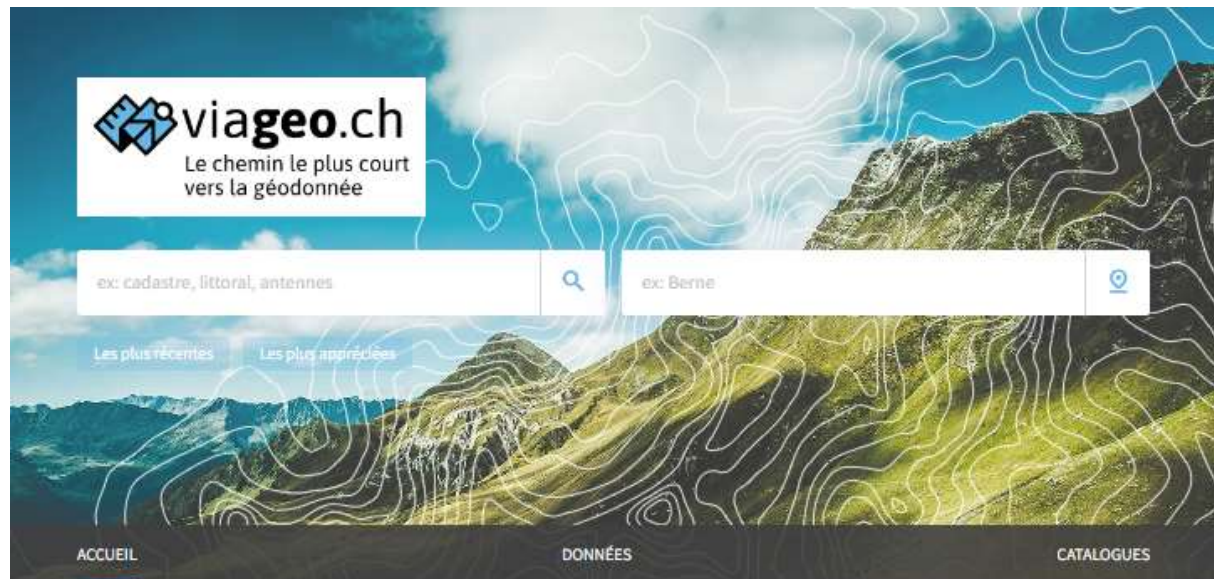 viageo.ch
Le chemin le plus court
vers la géodonnée
ex: cadastre, littoral, antennes
ex: Berne
Les plus récentes
Les plus appréciées
ACCUEIL
DONNÉES
CATALOGUES